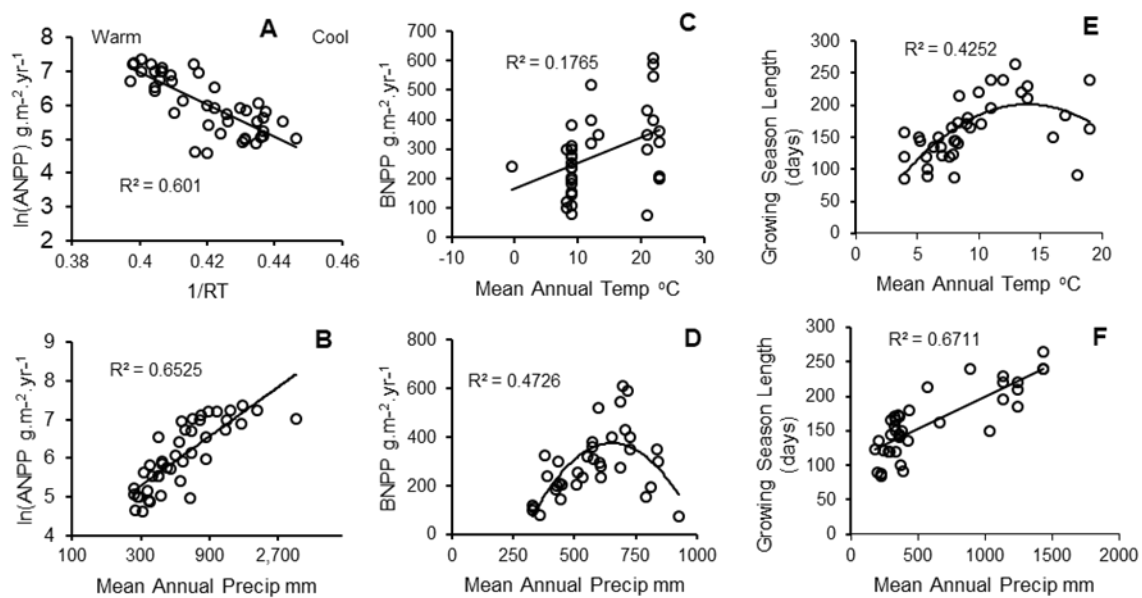 A
Warm
Cool
ln(ANPP) g.m-².yr-¹
8
7
6
5
4
3
2
R² = 0.601
0.38
0.4
0.42
0.44
0.46
1/RT
C
BNPP g.m-².yr-¹
700
600
500
400
300
200
100
0
R² = 0.1765
-10
0
10
20
30
Mean Annual Temp ºC
E
Growing Season Length
(days)
300
250
200
150
100
50
0
R² = 0.4252
0
5
10
15
20
Mean Annual Temp ºC
B
ln(ANPP g.m-².yr-¹
9
8
7
6
5
4
R² = 0.6525
100
300
900
2,700
Mean Annual Precip mm
D
BNPP g.m-².yr-¹
800
600
400
200
0
R² = 0.4726
0
250
500
750
1000
Mean Annual Precip mm
F
Growing Season Length
(days)
300
250
200
150
100
50
0
R² = 0.6711
0
500
1000
1500
2000
Mean Annual Precip mm